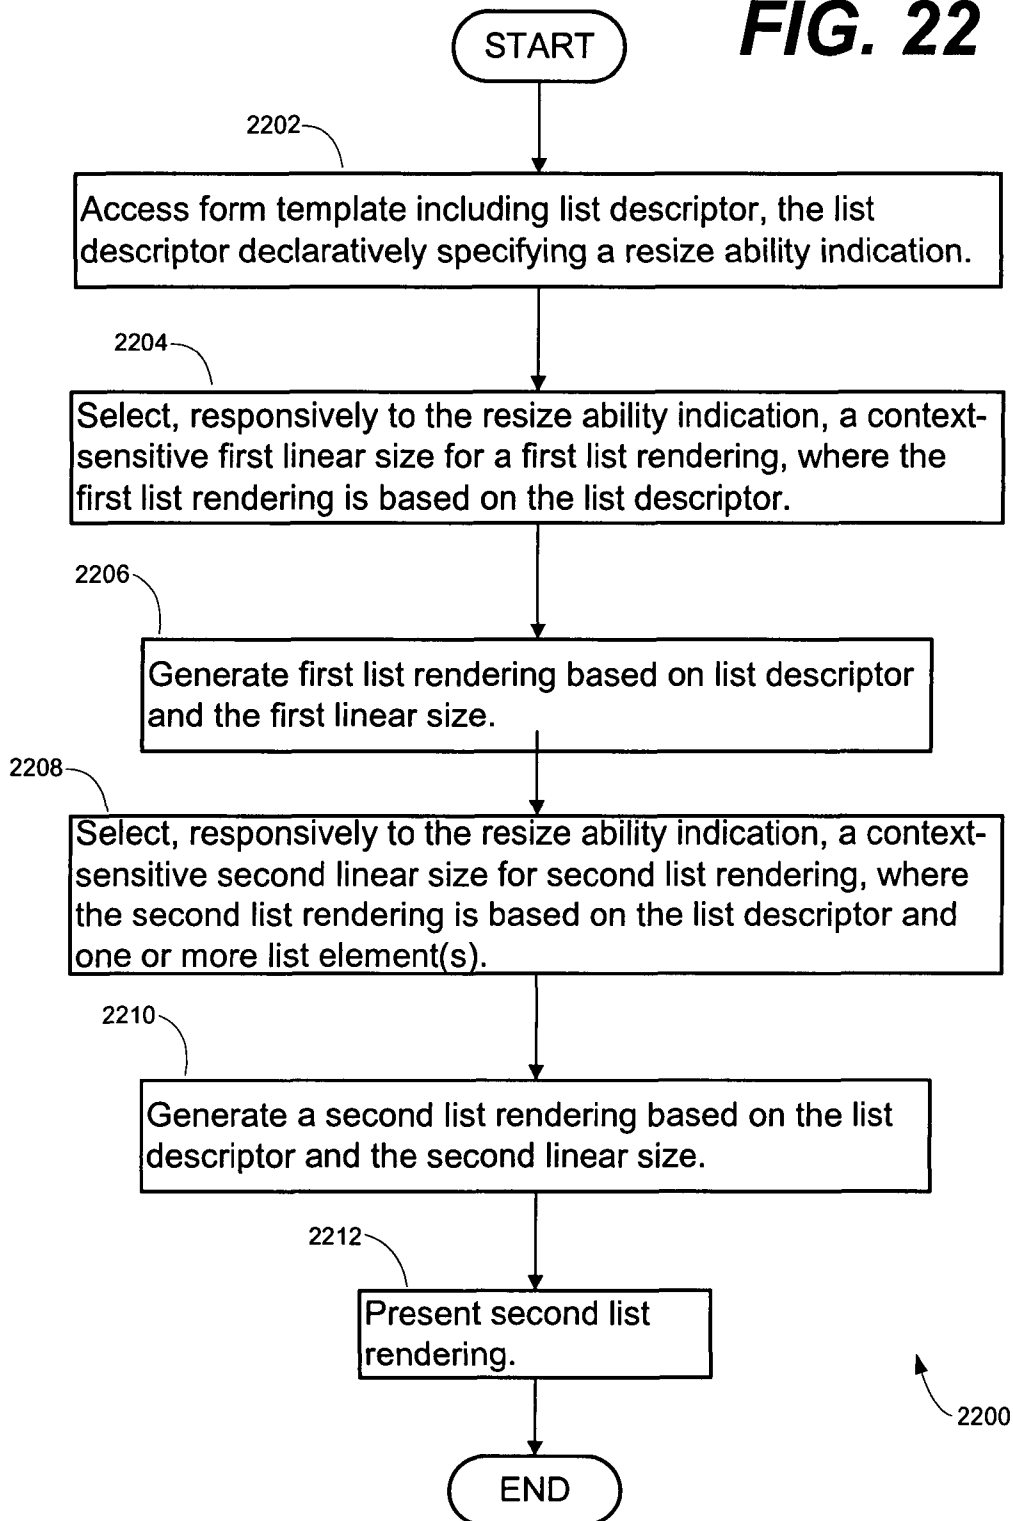 FIG. 22
START
2202
Access form template including list descriptor, the list
descriptor declaratively specifying a resize ability indication.
2204
Select, responsively to the resize ability indication, a context-
sensitive first linear size for a first list rendering, where the
first list rendering is based on the list descriptor.
2206
Generate first list rendering based on list descriptor
and the first linear size.
2208
Select, responsively to the resize ability indication, a context-
sensitive second linear size for second list rendering, where
the second list rendering is based on the list descriptor and
one or more list element(s).
2210
Generate a second list rendering based on the list
descriptor and the second linear size.
2212
Present second list
rendering.
2200
END